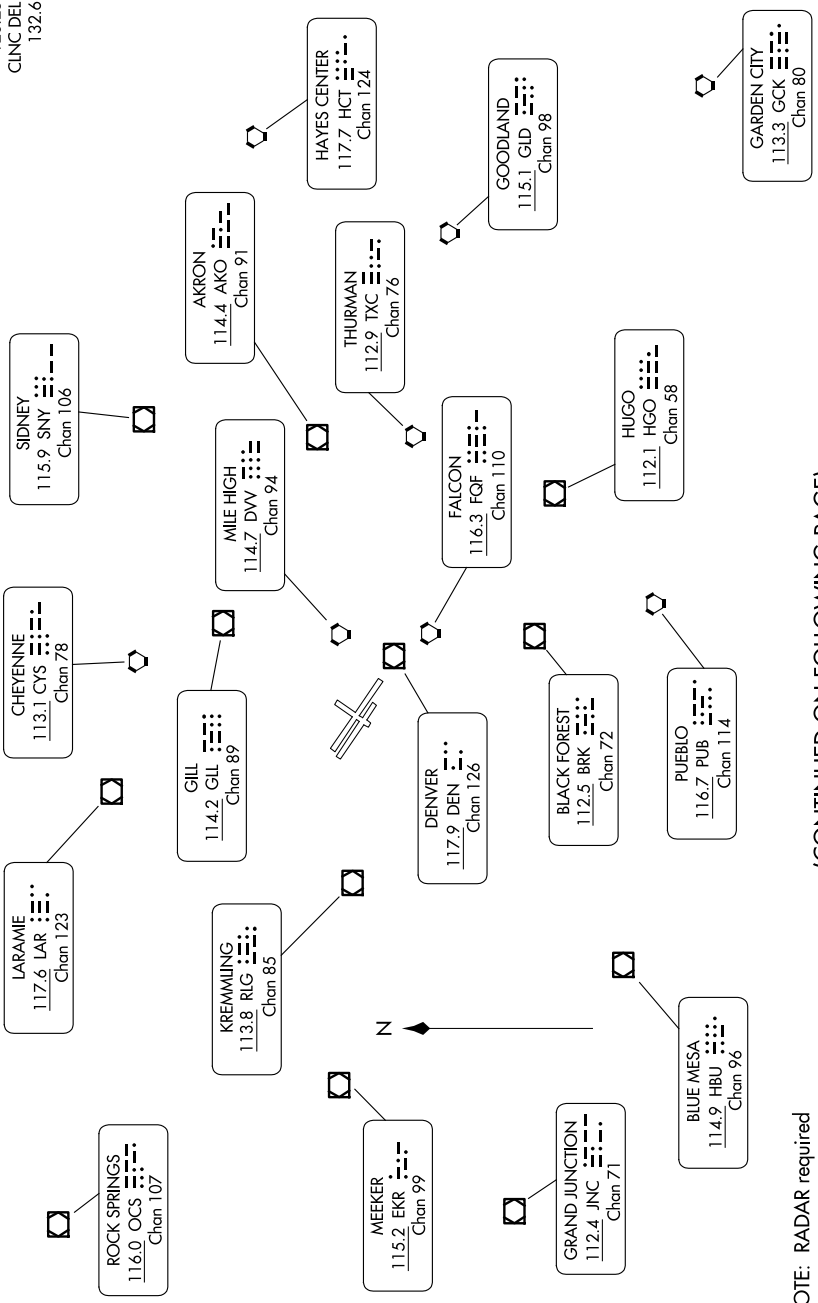 CLNC DEL
132.6
LARAMIE
117.6 LAR
Chan 123
CHEYENNE
113.1 CYS
Chan 78
SIDNEY
115.9 SNY
Chan 106
ROCK SPRINGS
116.0 OCS
Chan 107
GILL
114.2 GLL
Chan 89
AKRON
114.4 AKO
Chan 91
KREMMLING
113.8 RLG
Chan 85
MILE HIGH
114.7 DVV
Chan 94
HAYES CENTER
117.7 HCT
Chan 124
THURMAN
112.9 TXC
Chan 76
MEEKER
115.2 EKR
Chan 99
N
DENVER
117.9 DEN
Chan 126
FALCON
116.3 FQF
Chan 110
GOODLAND
115.1 GLD
Chan 98
GRAND JUNCTION
112.4 JNC
Chan 71
BLACK FOREST
112.5 BRK
Chan 72
HUGO
112.1 HGO
Chan 58
BLUE MESA
114.9 HBU
Chan 96
PUEBLO
116.7 PUB
Chan 114
GARDEN CITY
113.3 GCK
Chan 80
OTE: RADAR required
(CONTINUED ON FOLLOWING PAGE)